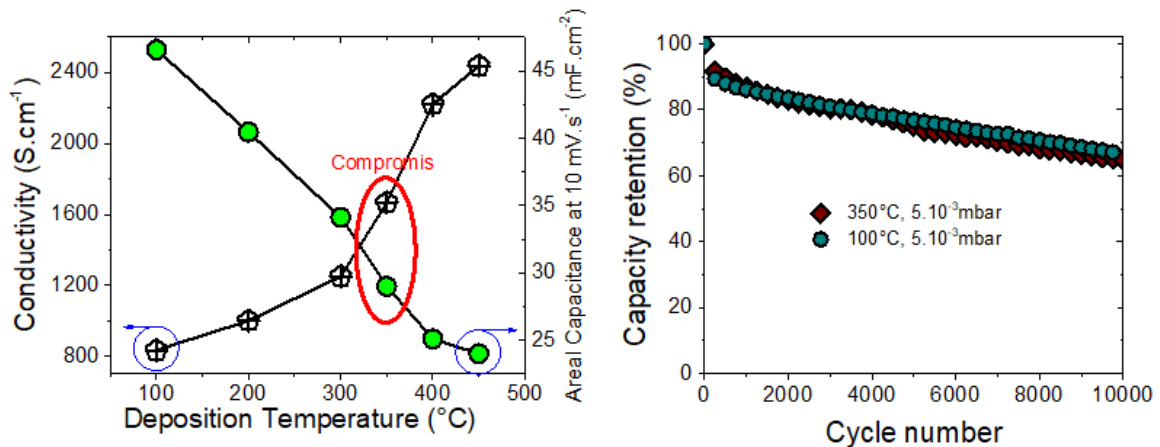 Conductivity (S.cm⁻¹)
2400
2000
1600
1200
800
Compromis
45
40
35
30
25
Areal Capacitance at 10 mV.s⁻¹ (mF.cm⁻²)
100 200 300 400 500
Deposition Temperature (°C)
Capacity retention (%)
100
80
60
40
20
0
350°C, 5.10⁻³mbar
100°C, 5.10⁻³mbar
0 2000 4000 6000 8000 10000
Cycle number